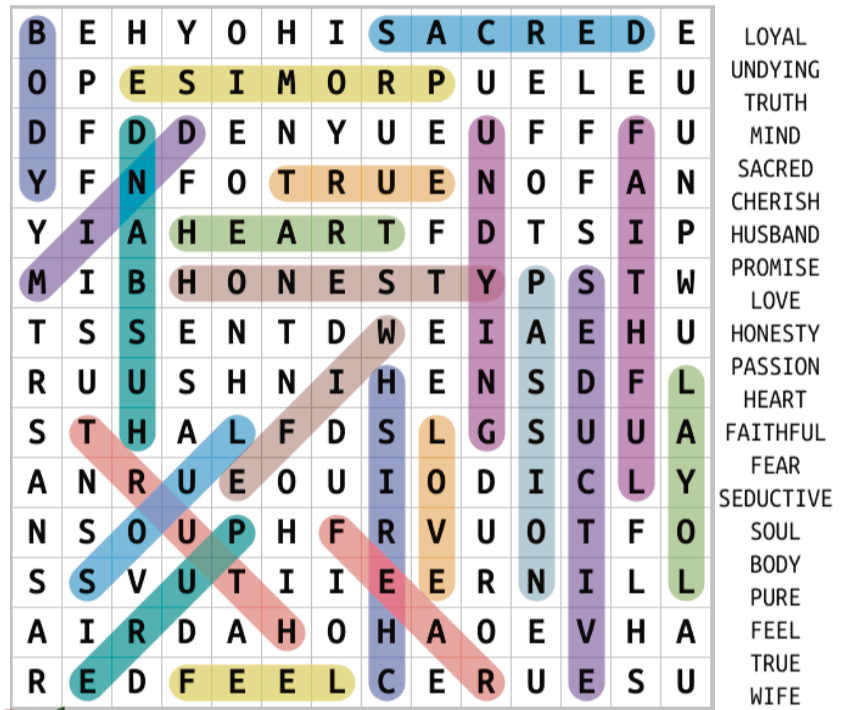 B E H Y O H I S A C R E D E
O P E S I M O R P U E L E U
D F D D E N Y U E U F F F U
Y F N F O T R U E N O F A N
Y I A H E A R T F D T S I P
M I B H O N E S T Y P S T W
T S S E N T D W E I A E H U
R U U S H N I H E N S D F L
S T H A L F D S L G S U U A
A N R U E O U I O D I C L Y
N S O U P H F R V U O T F O
S S V U T I I E E R N I L L
A I R D A H O H A O E V H A
R E D F E E L C E R U E S U
LOYAL
UNDYING
TRUTH
MIND
SACRED
CHERISH
HUSBAND
PROMISE
LOVE
HONESTY
PASSION
HEART
FAITHFUL
FEAR
SEDUCTIVE
SOUL
BODY
PURE
FEEL
TRUE
WIFE